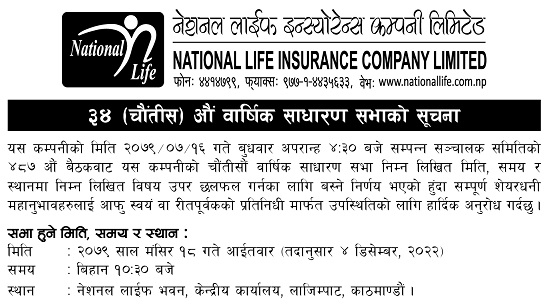 National
Life
नेशनल लाईफ इन्स्योरेन्स कम्पनी लिमिटेड
NATIONAL LIFE INSURANCE COMPANY LIMITED
फोनः ४४१४७९९, फ्याक्सः ९७७-१-४४३५६३३, वेभः www.nationallife.com.np
३४ (चौंतीस) औं वार्षिक साधारण सभाको सूचना
यस कम्पनीको मिति २०७९/०७/१६ गते बुधवार अपरान्ह ४:३० बजे सम्पन्न सञ्चालक समितिको
४८७ औं बैठकवाट यस कम्पनीको चौंतीसौं वार्षिक साधारण सभा निम्न लिखित मिति, समय र
स्थानमा निम्न लिखित विषय उपर छलफल गर्नका लागि बस्ने निर्णय भएको हुंदा सम्पूर्ण शेयरधनी
महानुभावहरुलाई आफु स्वयं वा रीतपूर्वकको प्रतिनिधी मार्फत उपस्थितिको लागि हार्दिक अनुरोध गर्दछु ।
सभा हुने मिति, समय र स्थान :
मिति : २०७९ साल मंसिर १८ गते आईतवार (तदानुसार ४ डिसेम्बर, २०२२)
समय : विहान १०:३० बजे
स्थान : नेशनल लाईफ भवन, केन्द्रीय कार्यालय, लाजिम्पाट, काठमाण्डौं ।